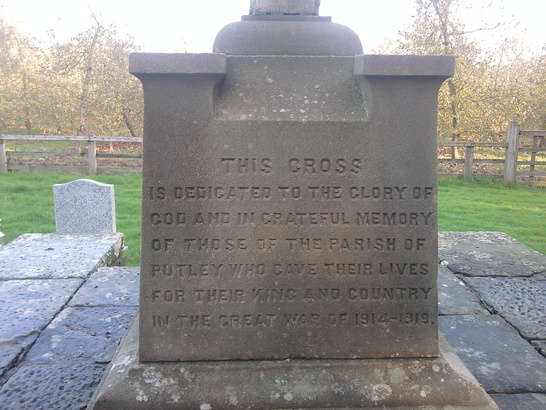 THIS CROSS
IS DEDICATED TO THE GLORY OF
GOD AND IN GRATEFUL MEMORY
OF THOSE OF THE PARISH OF
PUTLEY WHO GAVE THEIR LIVES
FOR THEIR KING AND COUNTRY
IN THE GREAT WAR OF 1914-1919.